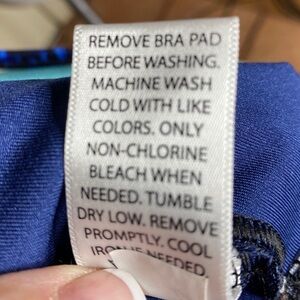 REMOVE BRA PAD
BEFORE WASHING.
MACHINE WASH
COLD WITH LIKE
COLORS. ONLY
NON-CHLORINE
BLEACH WHEN
NEEDED. TUMBLE
DRY LOW. REMOVE
PROMPTLY. COOL
IRON IS NEEDED.